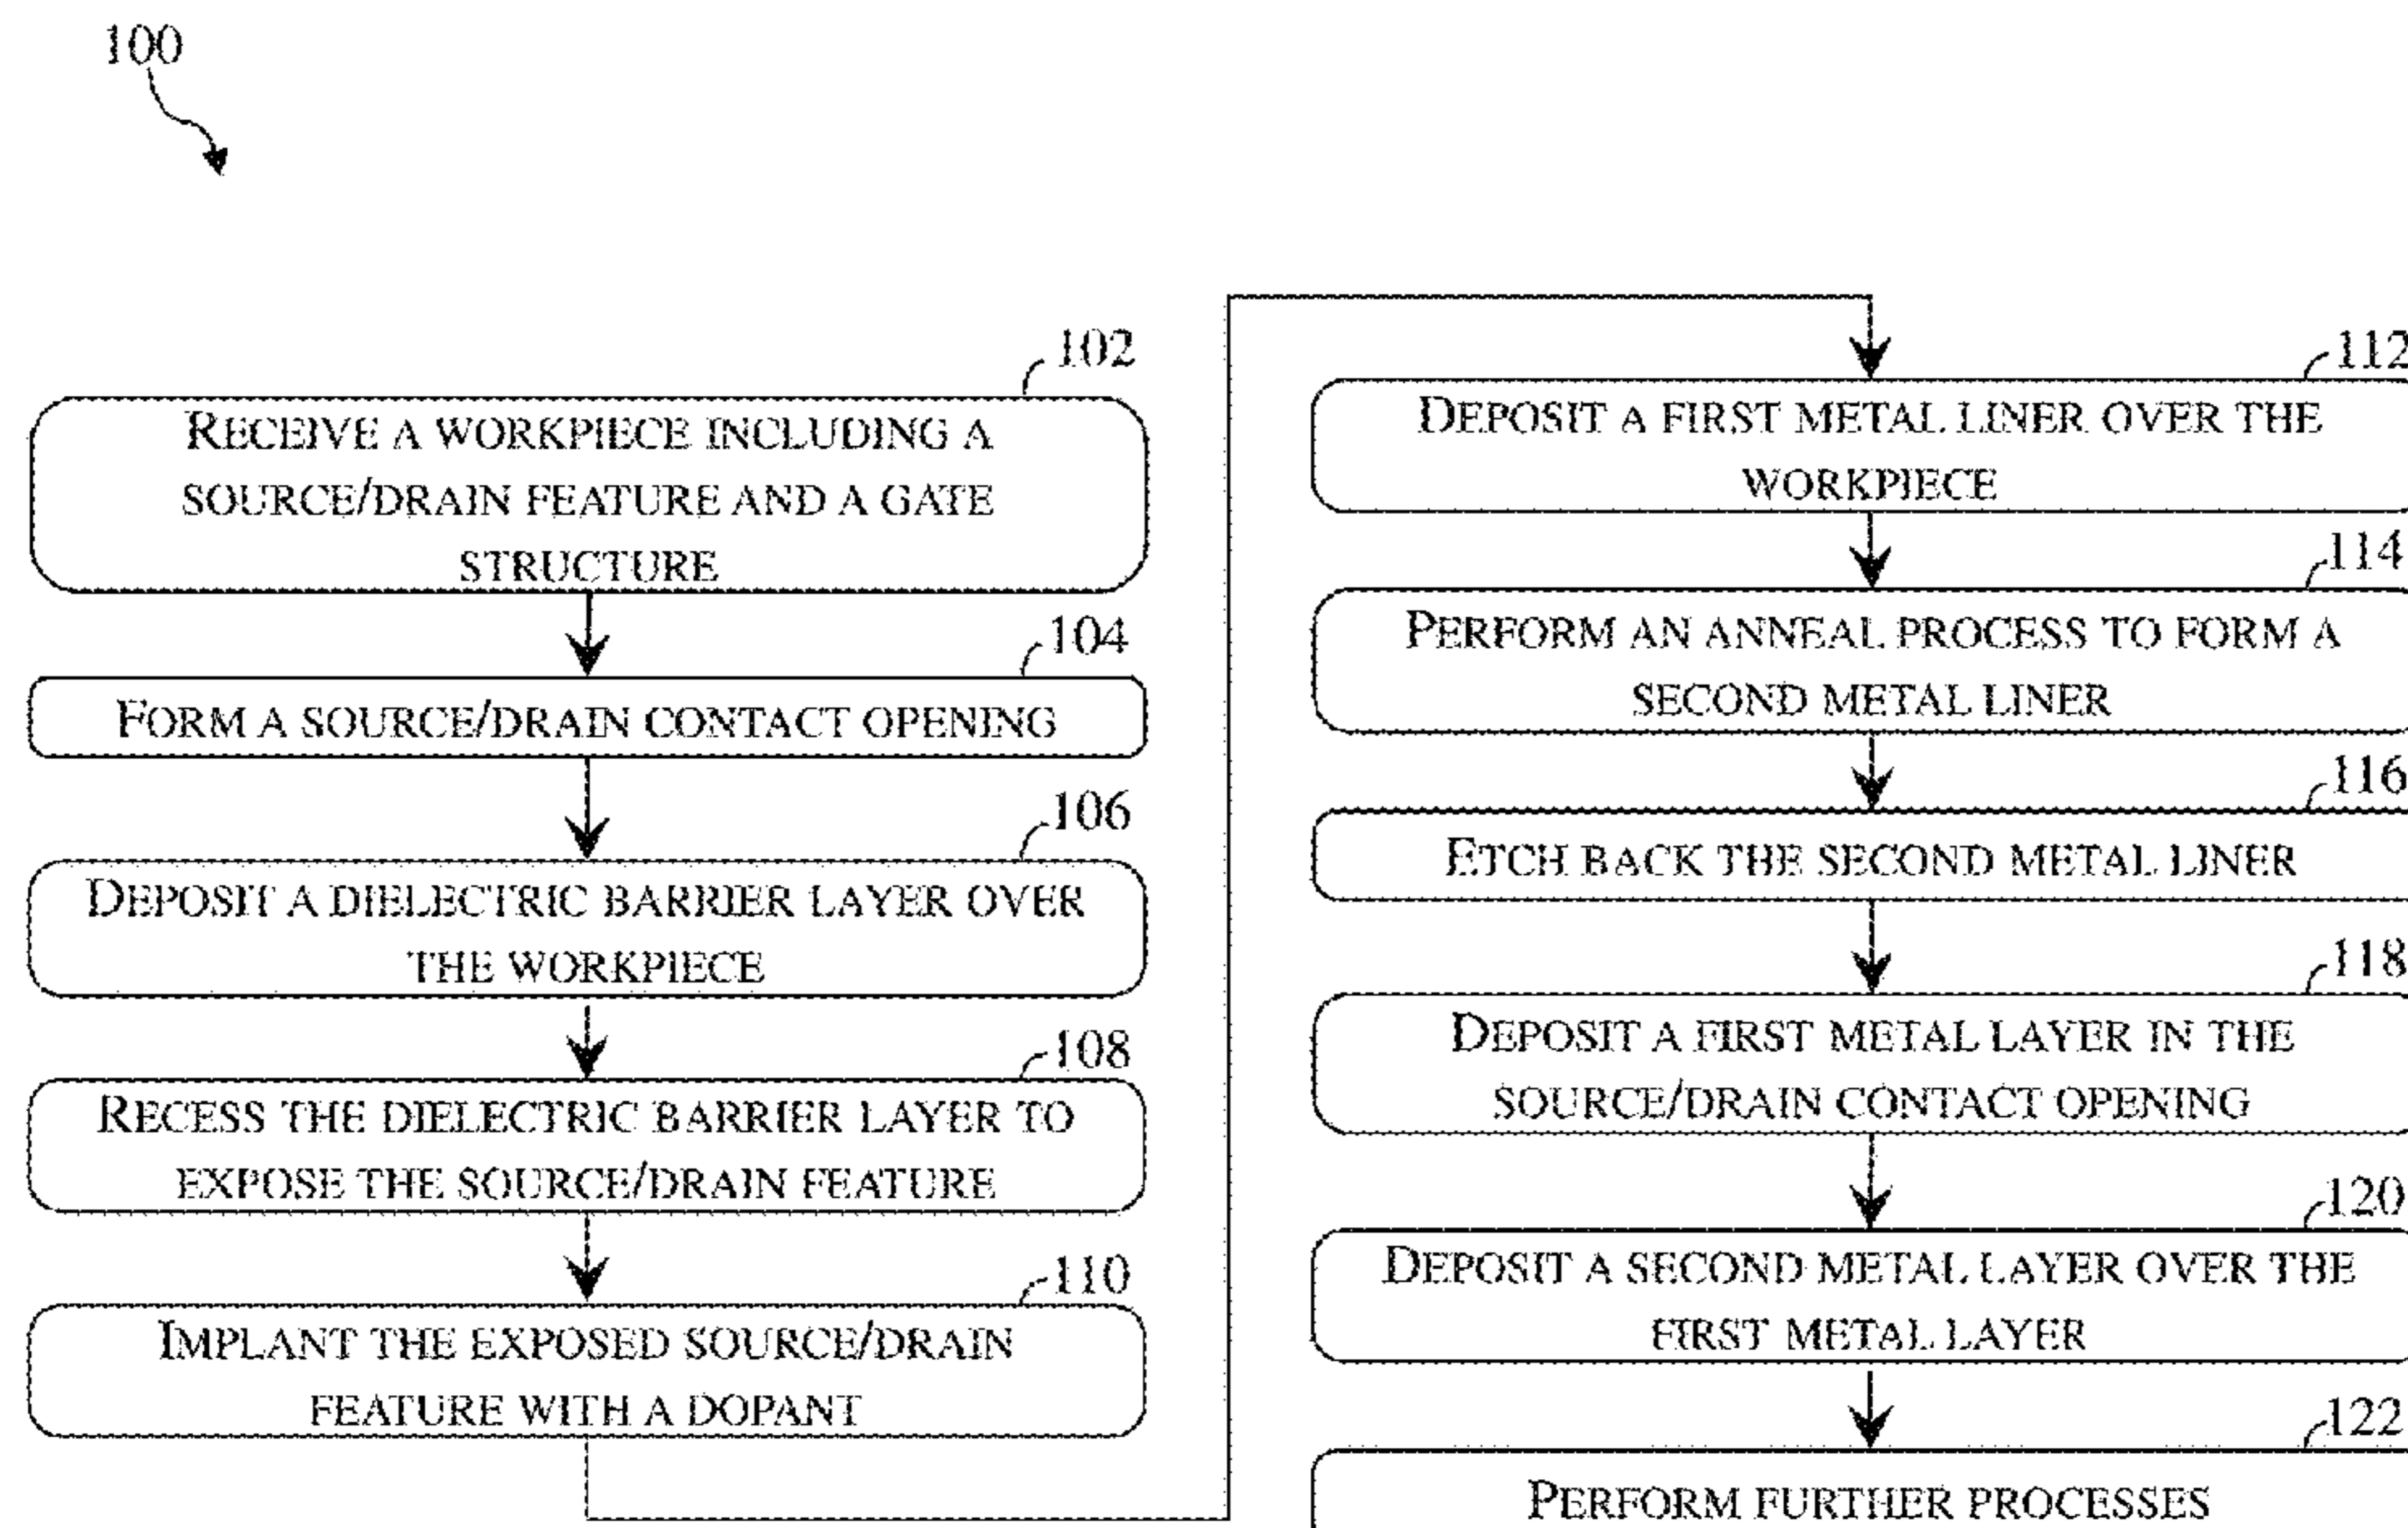 100
102
RECEIVE A WORKPIECE INCLUDING A
SOURCE/DRAIN FEATURE AND A GATE
STRUCTURE
104
FORM A SOURCE/DRAIN CONTACT OPENING
106
DEPOSIT A DIELECTRIC BARRIER LAYER OVER
THE WORKPIECE
108
RECESS THE DIELECTRIC BARRIER LAYER TO
EXPOSE THE SOURCE/DRAIN FEATURE
110
IMPLANT THE EXPOSED SOURCE/DRAIN
FEATURE WITH A DOPANT
112
DEPOSIT A FIRST METAL LINER OVER THE
WORKPIECE
114
PERFORM AN ANNEAL PROCESS TO FORM A
SECOND METAL LINER
116
ETCH BACK THE SECOND METAL LINER
118
DEPOSIT A FIRST METAL LAYER IN THE
SOURCE/DRAIN CONTACT OPENING
120
DEPOSIT A SECOND METAL LAYER OVER THE
FIRST METAL LAYER
122
PERFORM FURTHER PROCESSES